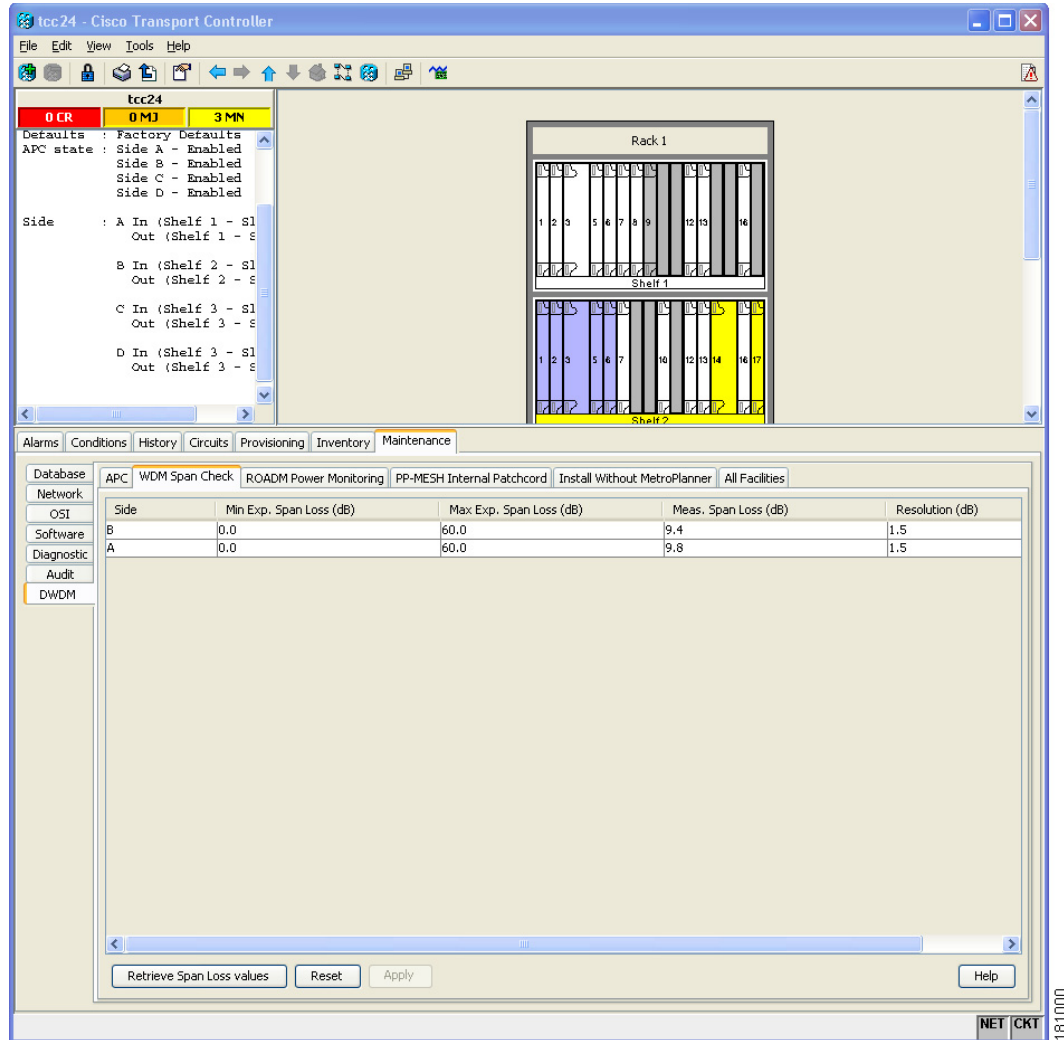 tcc24 - Cisco Transport Controller
File Edit View Tools Help
tcc24
0 CR 0 MJ 3 MN
Defaults : Factory Defaults
APC state : Side A - Enabled
Side B - Enabled
Side C - Enabled
Side D - Enabled
Side : A In (Shelf 1 - Sl
Out (Shelf 1 - S
B In (Shelf 2 - Sl
Out (Shelf 2 - S
C In (Shelf 3 - Sl
Out (Shelf 3 - S
D In (Shelf 3 - Sl
Out (Shelf 3 - S
Rack 1
1 2 3 5 6 7 8 9 12 13 16
Shelf 1
1 2 3 5 6 7 10 12 13 14 16 17
Shelf 2
Alarms Conditions History Circuits Provisioning Inventory Maintenance
Database
Network
OSI
Software
Diagnostic
Audit
DWDM
APC WDM Span Check ROADM Power Monitoring PP-MESH Internal Patchcord Install Without MetroPlanner All Facilities
Side Min Exp. Span Loss (dB) Max Exp. Span Loss (dB) Meas. Span Loss (dB) Resolution (dB)
B 0.0 60.0 9.4 1.5
A 0.0 60.0 9.8 1.5
Retrieve Span Loss values Reset Apply Help
NET CKT
181000